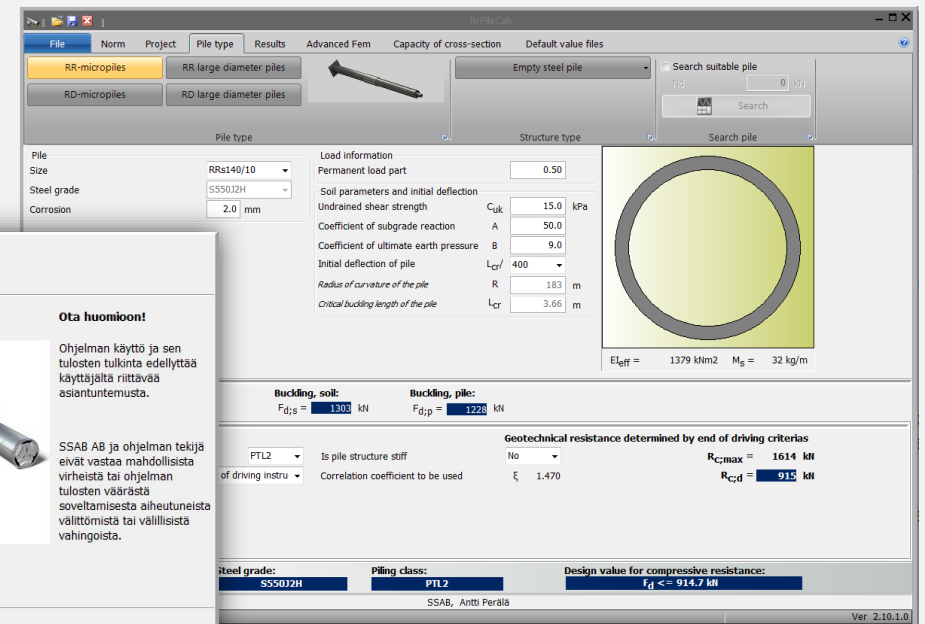 RrPileCalc
File Norm Project Pile type Results Advanced Fem Capacity of cross-section Default value files
RR-micropiles RR large diameter piles Empty steel pile Search suitable pile
Nd 0 kN
RD-micropiles RD large diameter piles Search
Pile type Structure type Search pile
Pile
Size RRs140/10
Steel grade S550J2H
Corrosion 2.0 mm
Load information
Permanent load part 0.50
Soil parameters and initial deflection
Undrained shear strength Cuk 15.0 kPa
Coefficient of subgrade reaction A 50.0
Coefficient of ultimate earth pressure B 9.0
Initial deflection of pile Lcr/ 400
Radius of curvature of the pile R 183 m
Critical buckling length of the pile Lcr 3.66 m
EIeff = 1379 kNm2 Ms = 32 kg/m
Ota huomioon!
Ohjelman käyttö ja sen
tulosten tulkinta edellyttää
käyttäjältä riittävää
asiantuntemusta.
SSAB AB ja ohjelman tekijä
eivät vastaa mahdollisista
virheistä tai ohjelman
tulosten väärästä
soveltamisesta aiheutuneista
välittömistä tai välillisistä
vahingoista.
Buckling, soil: Buckling, pile:
Fd;s = 1303 kN Fd;p = 1228 kN
Geotechnical resistance determined by end of driving criterias
PTL2 Is pile structure stiff No Rc;max = 1614 kN
of driving instru Correlation coefficient to be used ξ 1.470 Rc;d = 915 kN
Steel grade: Piling class: Design value for compressive resistance:
S550J2H PTL2 Fd <= 914.7 kN
SSAB, Antti Perälä
Ver 2.10.1.0